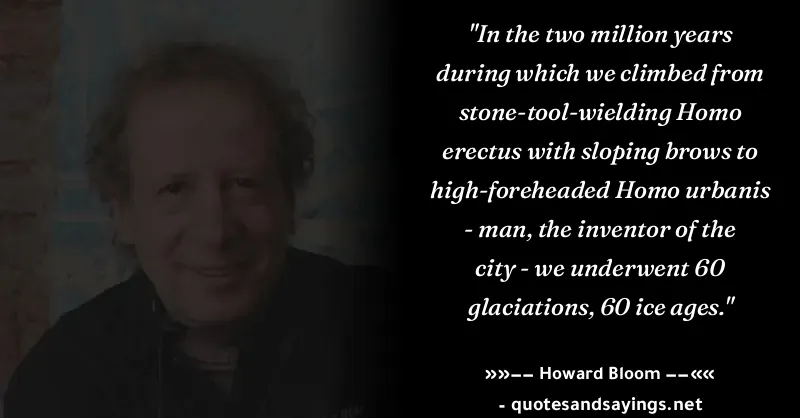 "In the two million years
during which we climbed from
stone-tool-wielding Homo
erectus with sloping brows to
high-foreheaded Homo urbanis
- man, the inventor of the
city - we underwent 60
glaciations, 60 ice ages."
»»—— Howard Bloom ——««
- quotesandsayings.net